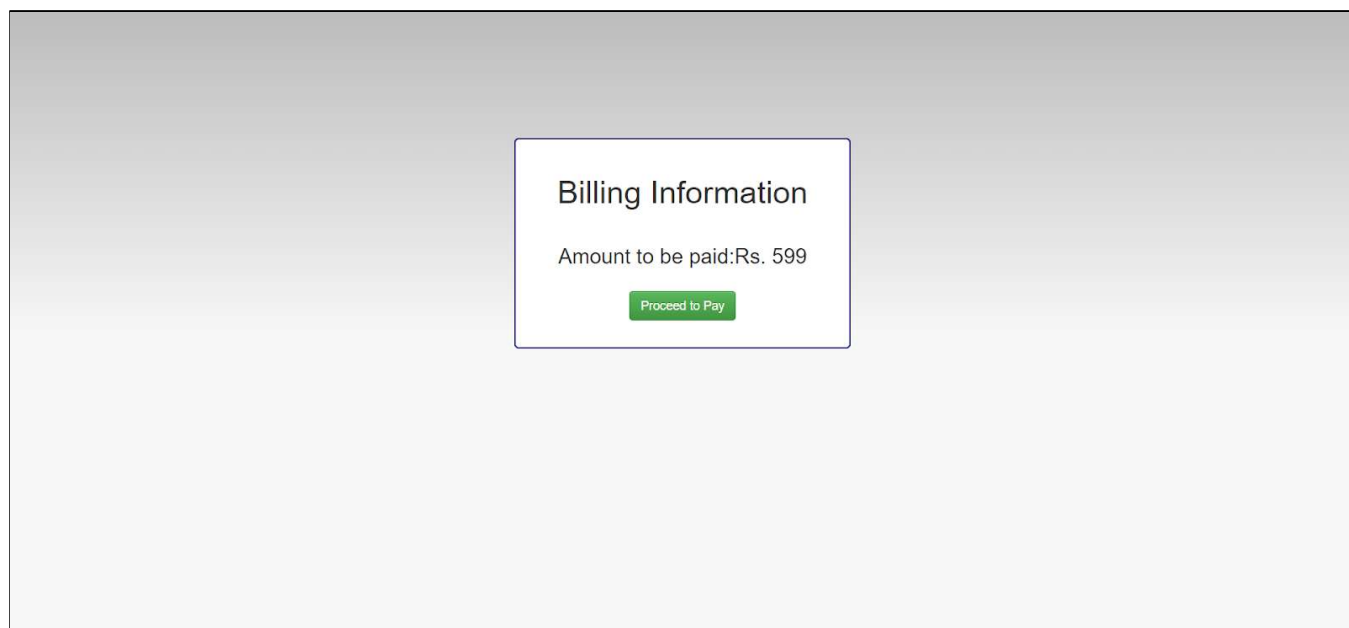 Billing Information
Amount to be paid:Rs. 599
Proceed to Pay